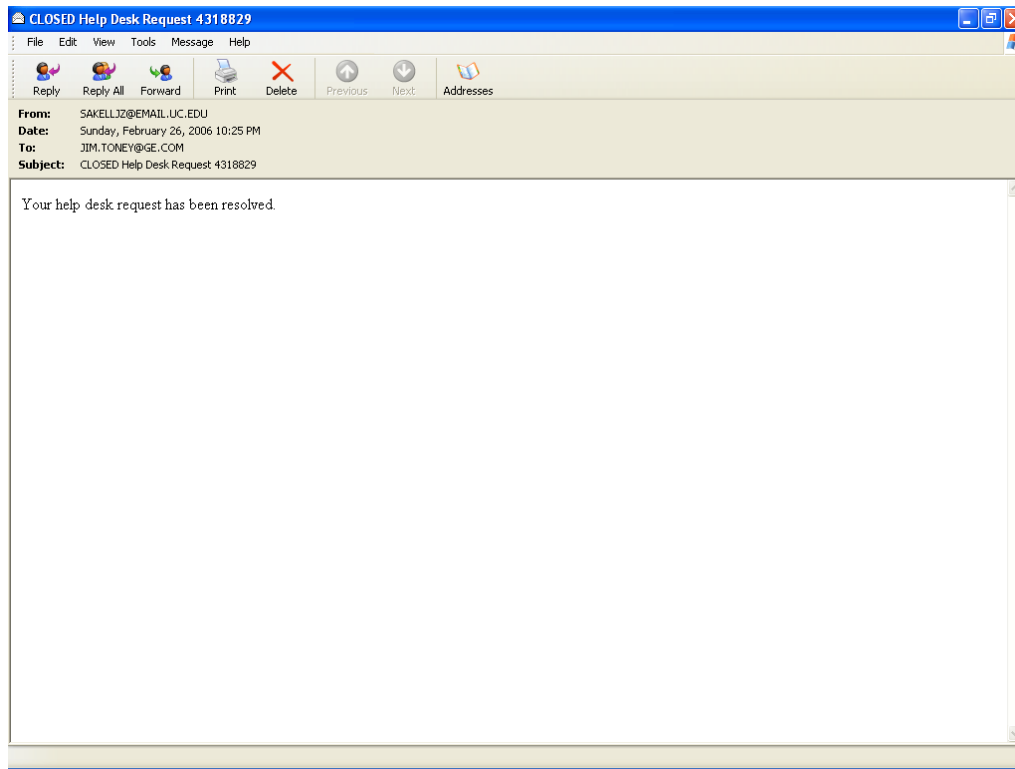 CLOSED Help Desk Request 4318829
File Edit View Tools Message Help
Reply Reply All Forward Print Delete Previous Next Addresses
From: SAKELLJZ@EMAIL.UC.EDU
Date: Sunday, February 26, 2006 10:25 PM
To: JIM.TONEY@GE.COM
Subject: CLOSED Help Desk Request 4318829
Your help desk request has been resolved.